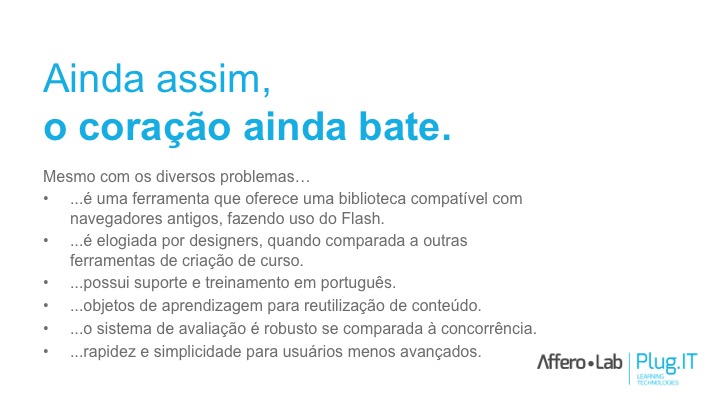 Ainda assim,
o coração ainda bate.
Mesmo com os diversos problemas…
• ...é uma ferramenta que oferece uma biblioteca compatível com
navegadores antigos, fazendo uso do Flash.
• ...é elogiada por designers, quando comparada a outras
ferramentas de criação de curso.
• ...possui suporte e treinamento em português.
• ...objetos de aprendizagem para reutilização de conteúdo.
• ...o sistema de avaliação é robusto se comparada à concorrência.
• ...rapidez e simplicidade para usuários menos avançados.
Affero•Lab
Plug.IT
LEARNING
TECHNOLOGIES